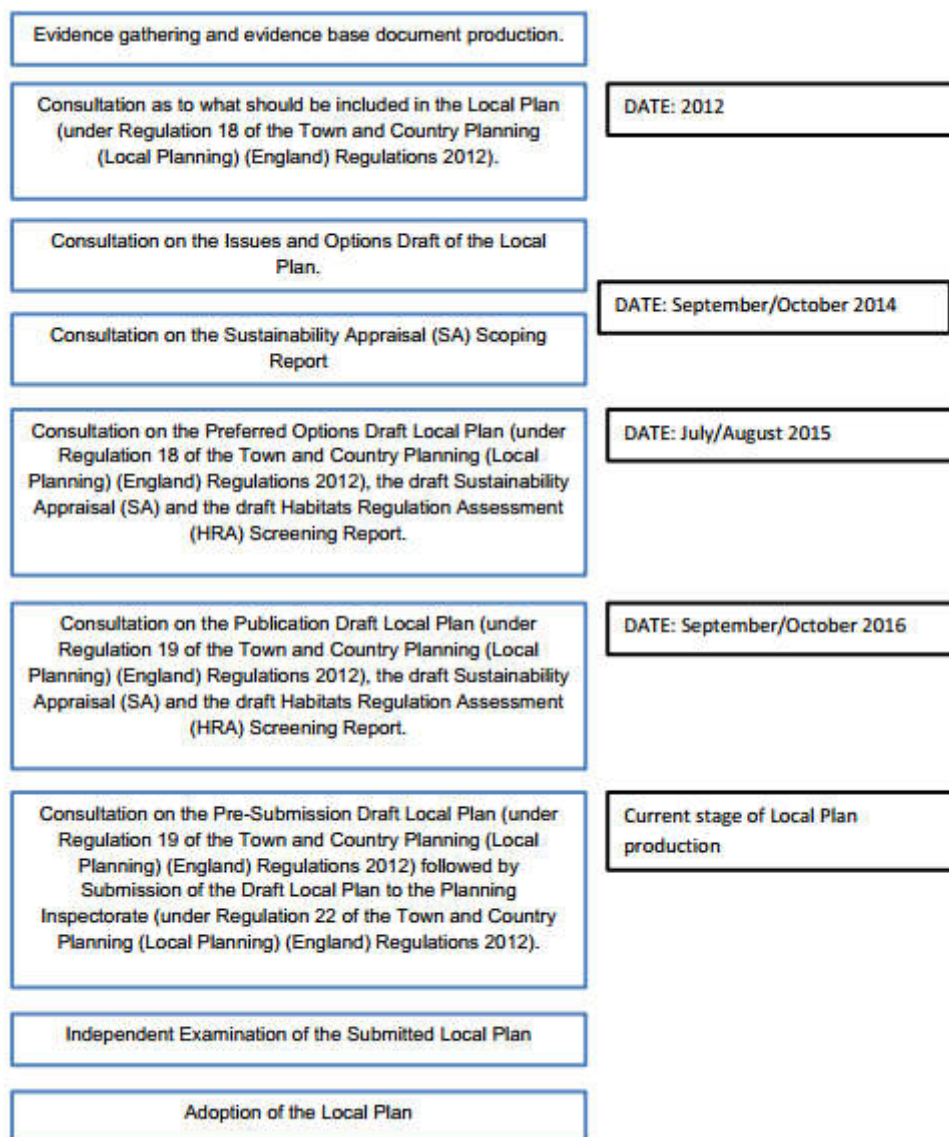 Evidence gathering and evidence base document production.
Consultation as to what should be included in the Local Plan
(under Regulation 18 of the Town and Country Planning
(Local Planning) (England) Regulations 2012).
DATE: 2012
Consultation on the Issues and Options Draft of the Local
Plan.
DATE: September/October 2014
Consultation on the Sustainability Appraisal (SA) Scoping
Report
Consultation on the Preferred Options Draft Local Plan (under
Regulation 18 of the Town and Country Planning (Local
Planning) (England) Regulations 2012), the draft Sustainability
Appraisal (SA) and the draft Habitats Regulation Assessment
(HRA) Screening Report.
DATE: July/August 2015
Consultation on the Publication Draft Local Plan (under
Regulation 19 of the Town and Country Planning (Local
Planning) (England) Regulations 2012), the draft Sustainability
Appraisal (SA) and the draft Habitats Regulation Assessment
(HRA) Screening Report.
DATE: September/October 2016
Consultation on the Pre-Submission Draft Local Plan (under
Regulation 19 of the Town and Country Planning (Local
Planning) (England) Regulations 2012) followed by
Submission of the Draft Local Plan to the Planning
Inspectorate (under Regulation 22 of the Town and Country
Planning (Local Planning) (England) Regulations 2012).
Current stage of Local Plan
production
Independent Examination of the Submitted Local Plan
Adoption of the Local Plan